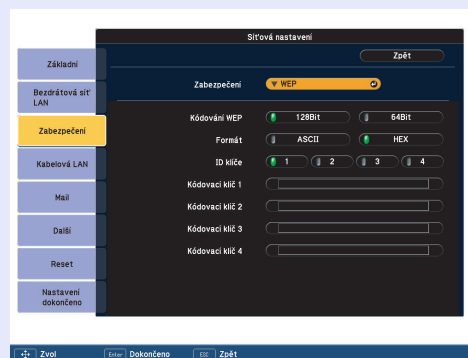 Síťová nastavení
Zpět
Základní
Bezdrátová síť
LAN
Zabezpečení
Kabelová LAN
Mail
Další
Reset
Nastavení
dokončeno
Zabezpečení WEP
Kódování WEP 128Bit 64Bit
Formát ASCII HEX
ID klíče 1 2 3 4
Kódovací klíč 1
Kódovací klíč 2
Kódovací klíč 3
Kódovací klíč 4
Zvol Enter Dokončeno ESC Zpět